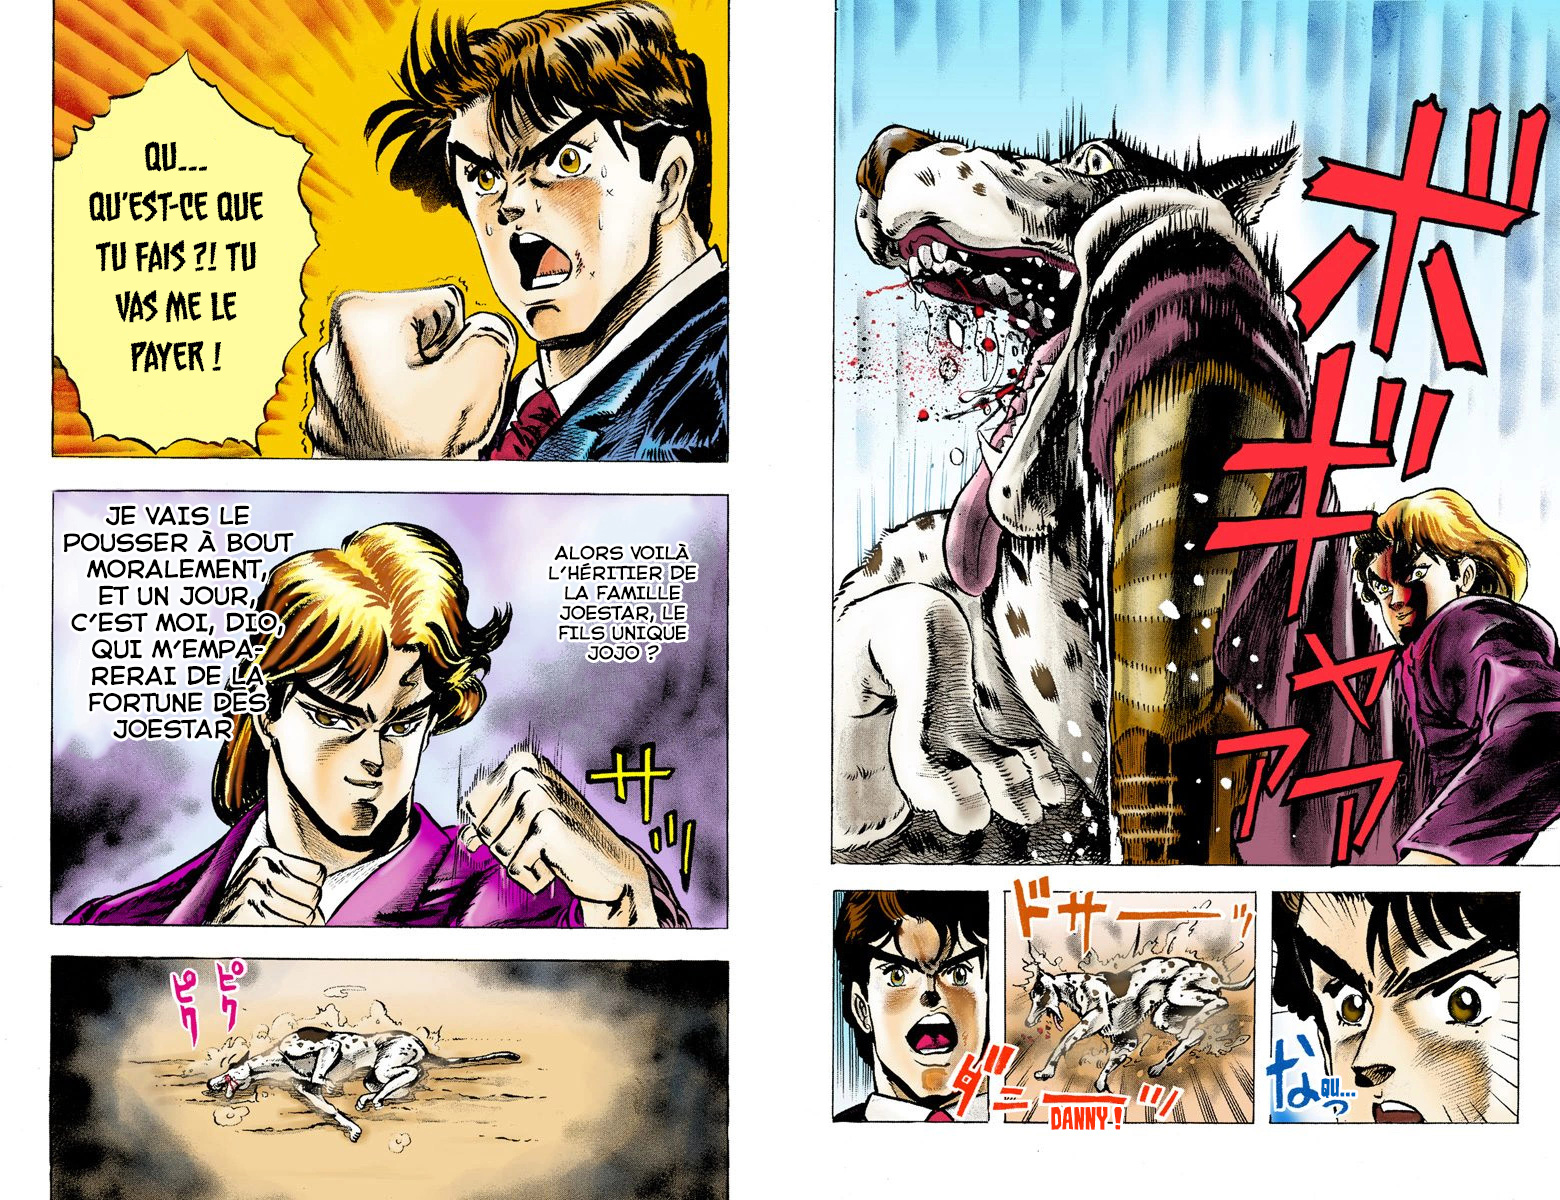 ボギャアア
ドサーッ
ダニーッ
DANNY !
なっ
QU...
QU...
QU'EST-CE QUE
TU FAIS ?! TU
VAS ME LE
PAYER !
ALORS VOILÀ
L'HÉRITIER DE
LA FAMILLE
JOESTAR, LE
FILS UNIQUE
JOJO ?
JE VAIS LE
POUSSER À BOUT
MORALEMENT,
ET UN JOUR,
C'EST MOI, DIO,
QUI M'EMPA-
RERAI DE LA
FORTUNE DES
JOESTAR
サッ
ピク
ピク